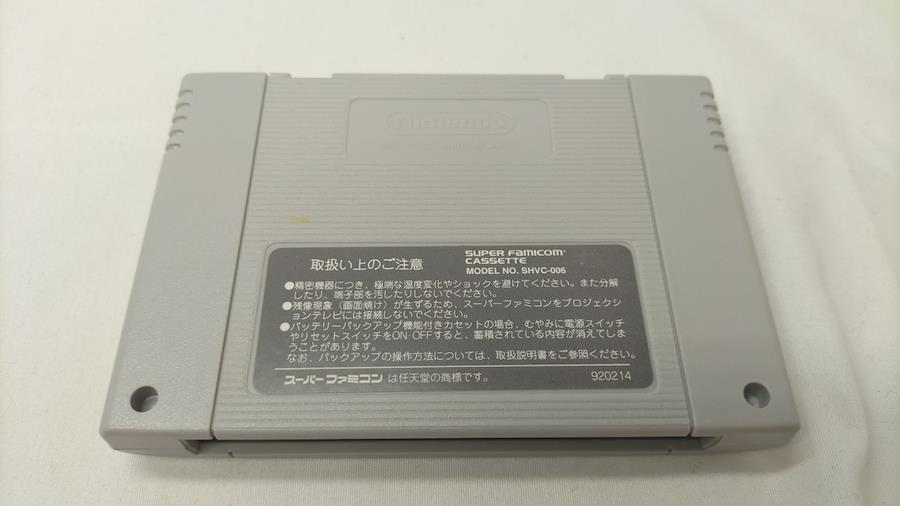 Nintendo
取扱い上のご注意
SUPER FAMICOM
CASSETTE
MODEL NO. SHVC-006
●精密機器につき、極端な温度変化やショックを避けてください。また分解
したり、端子部を汚したりしないでください。
●残像現象（画面焼け）が生ずるため、スーパーファミコンをプロジェクシ
ョンテレビには接続しないでください。
●バッテリーバックアップ機能付きカセットの場合、むやみに電源スイッチ
やリセットスイッチをON・OFFすると、蓄積されている内容が消えてしま
うことがあります。
なお、バックアップの操作方法については、取扱説明書をご参照ください。
スーパーファミコン は任天堂の商標です。
920214